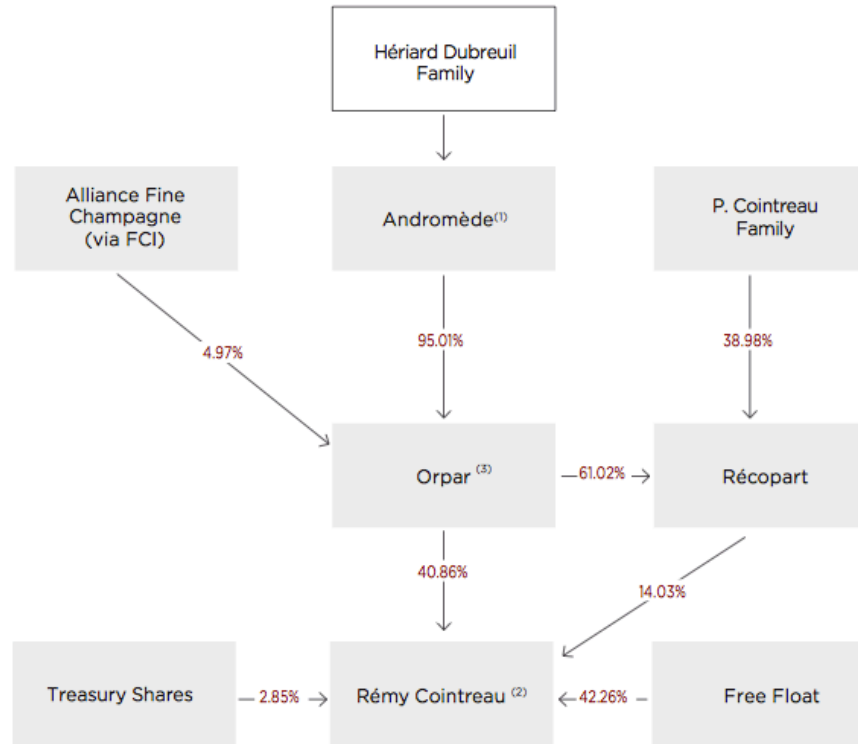 Hériard Dubreuil
Family
Alliance Fine
Champagne
(via FCI)
Andromède(1)
P. Cointreau
Family
4.97%
95.01%
38.98%
Orpar (3)
61.02%
Récopart
40.86%
14.03%
Treasury Shares
2.85%
Rémy Cointreau (2)
42.26%
Free Float